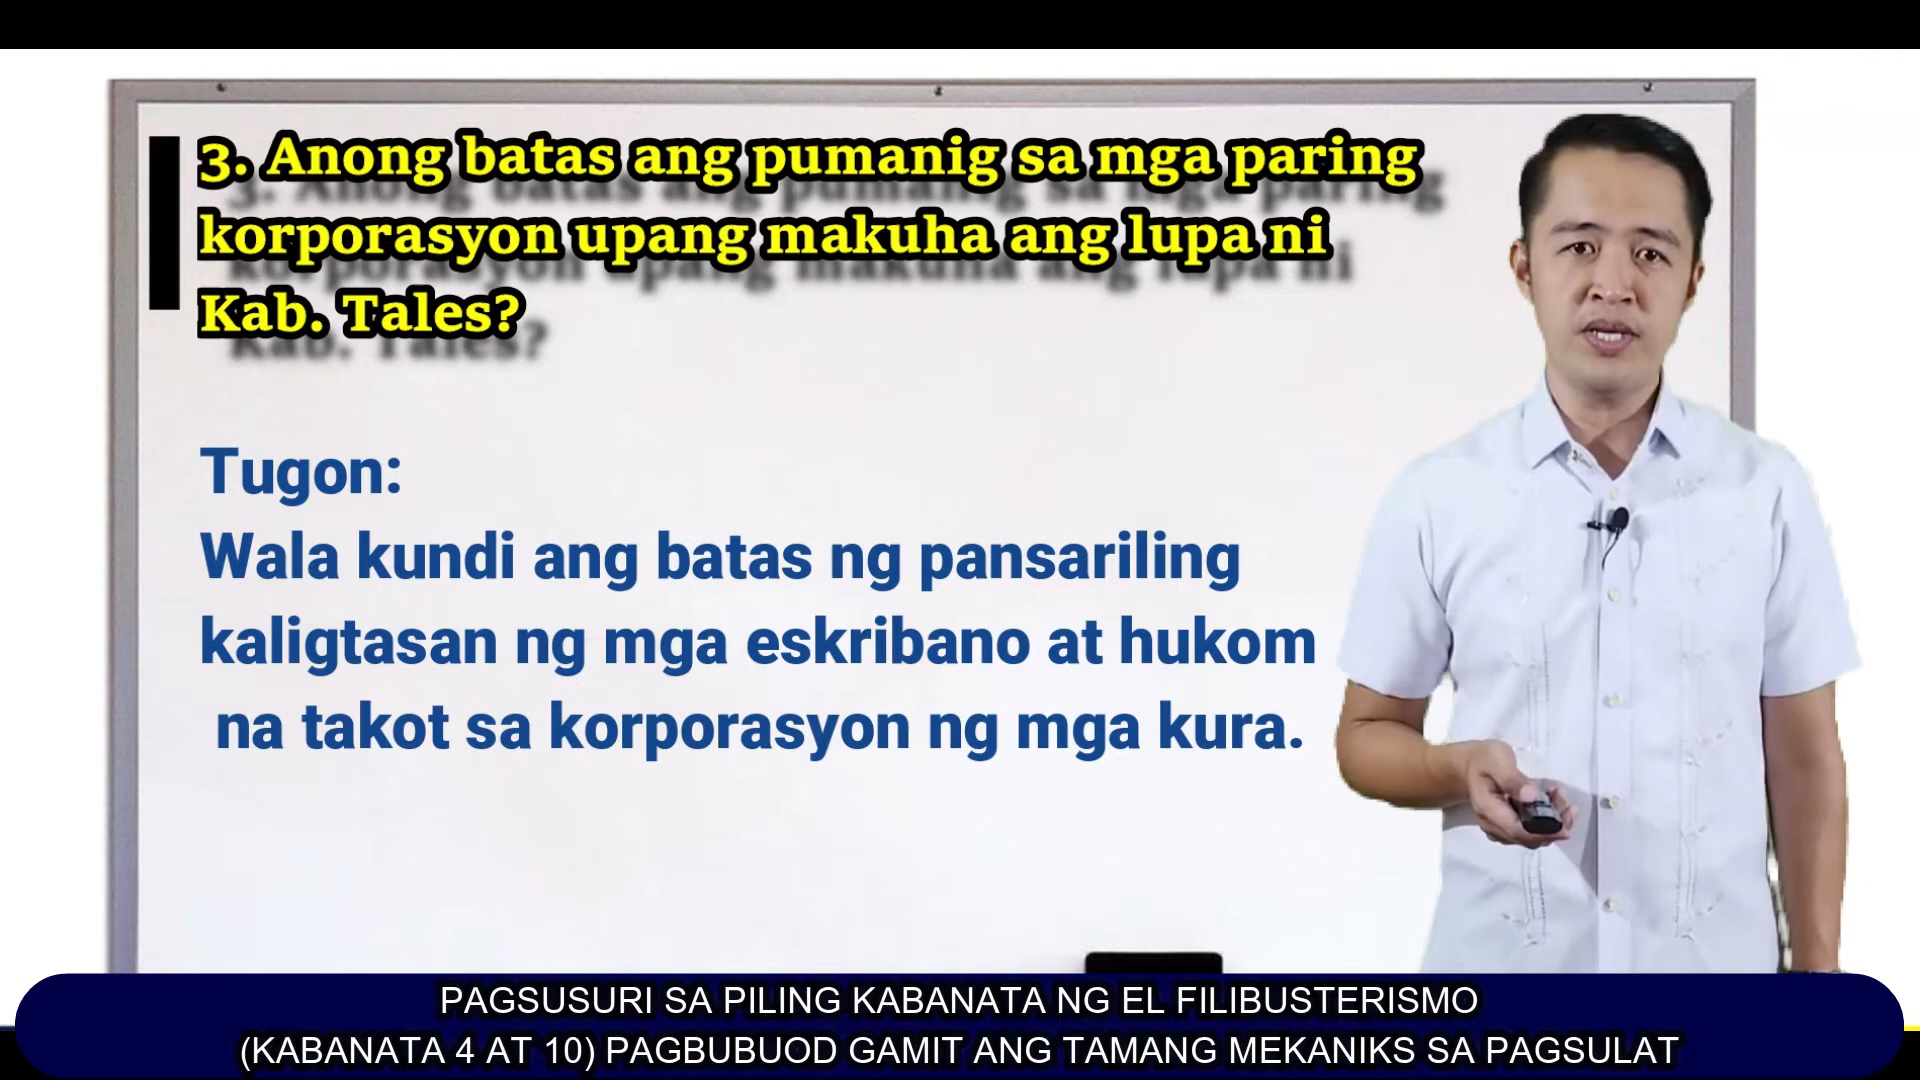 3. Anong batas ang pumanig sa mga paring
korporasyon upang makuha ang lupa ni
Kab. Tales?
Tugon:
Wala kundi ang batas ng pansariling
kaligtasan ng mga eskribano at hukom
na takot sa korporasyon ng mga kura.
PAGSUSURI SA PILING KABANATA NG EL FILIBUSTERISMO
(KABANATA 4 AT 10) PAGBUBUOD GAMIT ANG TAMANG MEKANIKS SA PAGSULAT